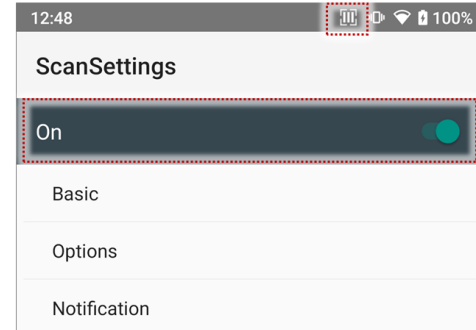 12:48 100%
ScanSettings
On
Basic
Options
Notification